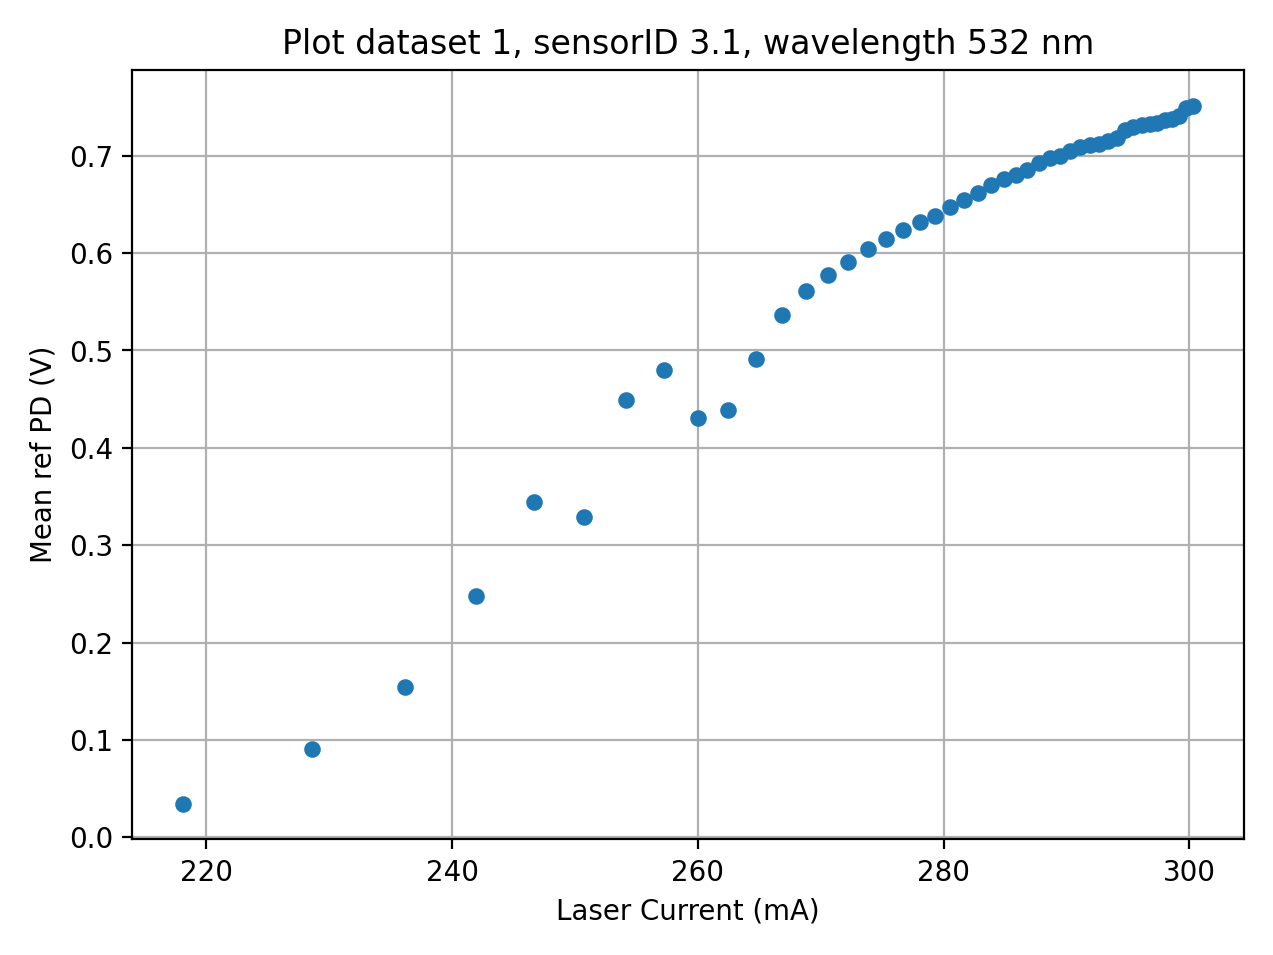 Plot dataset 1, sensorID 3.1, wavelength 532 nm
0.7
0.6
0.5
0.4
0.3
0.2
0.1
0.0
Mean ref PD (V)
220 240 260 280 300
Laser Current (mA)